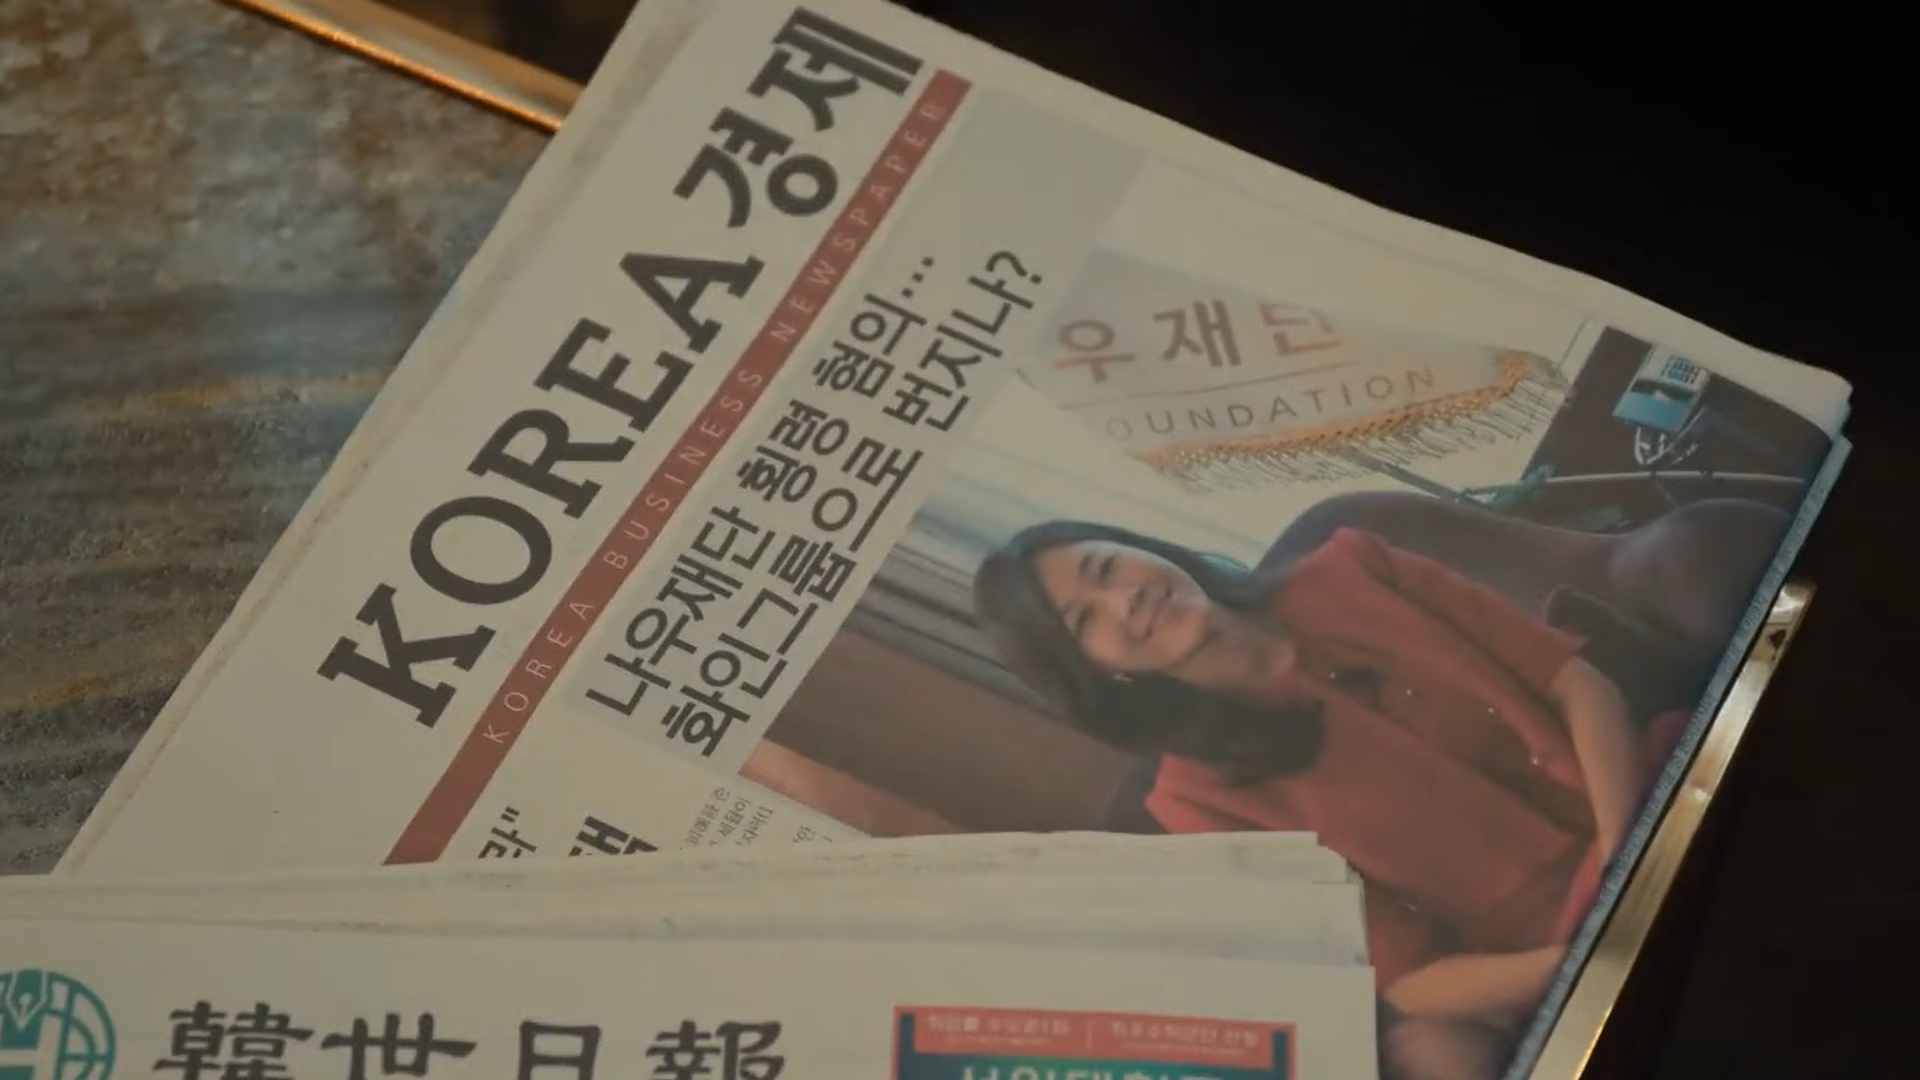 KOREA 경제
KOREA BUSINESS NEWSPAPER
나우재단 횡령 혐의...
화인그룹으로 번지나?
우재단
OUNDATION
라"
韓世日報